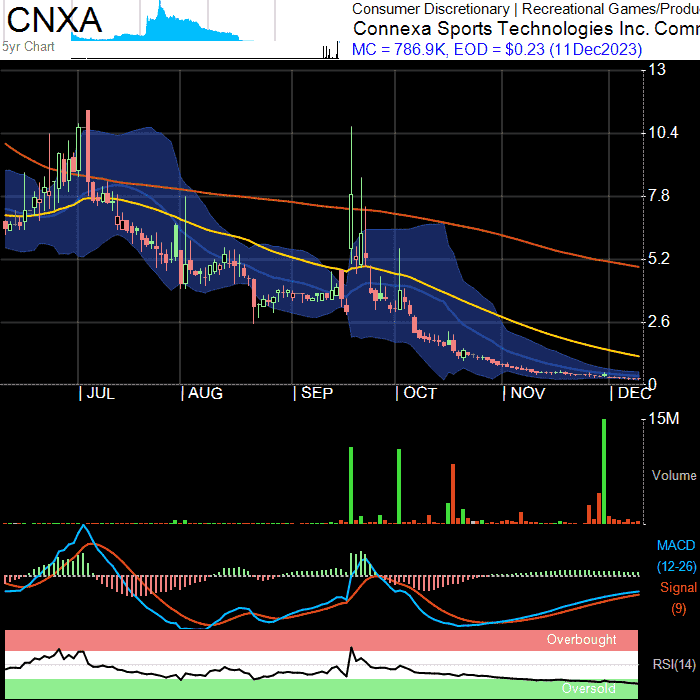 CNXA
5yr Chart
Consumer Discretionary | Recreational Games/Produ
Connexa Sports Technologies Inc. Comm
MC = 786.9K, EOD = $0.23 (11Dec2023)
13
10.4
7.8
5.2
2.6
0
JUL AUG SEP OCT NOV DEC
15M
Volume
MACD
(12-26)
Signal
(9)
Overbought
RSI(14)
Oversold